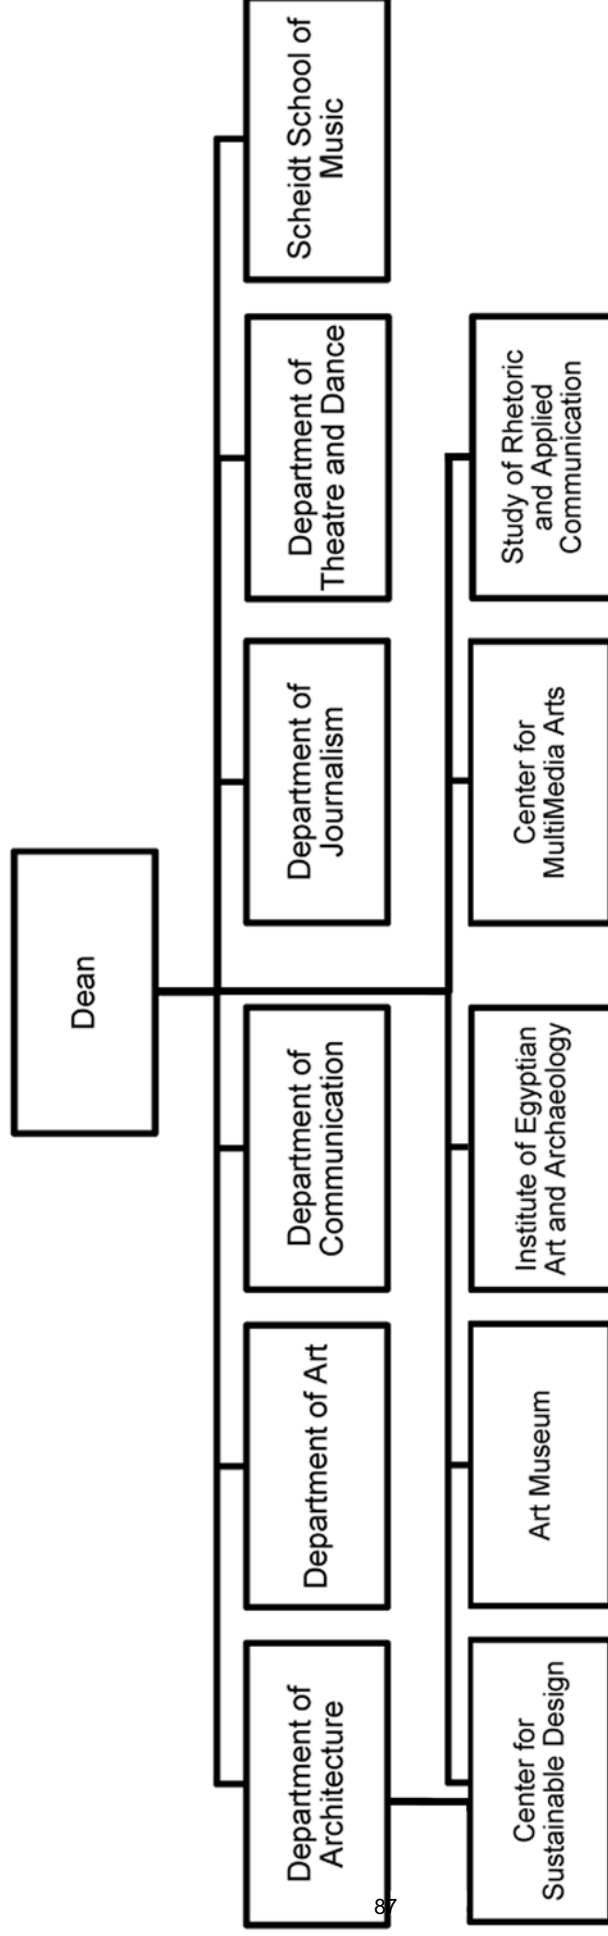 Dean
Department of
Architecture
Department of Art
Department of
Communication
Department of
Journalism
Department of
Theatre and Dance
Scheidt School of
Music
Center for
Sustainable Design
Art Museum
Institute of Egyptian
Art and Archaeology
Center for
MultiMedia Arts
Study of Rhetoric
and Applied
Communication
87